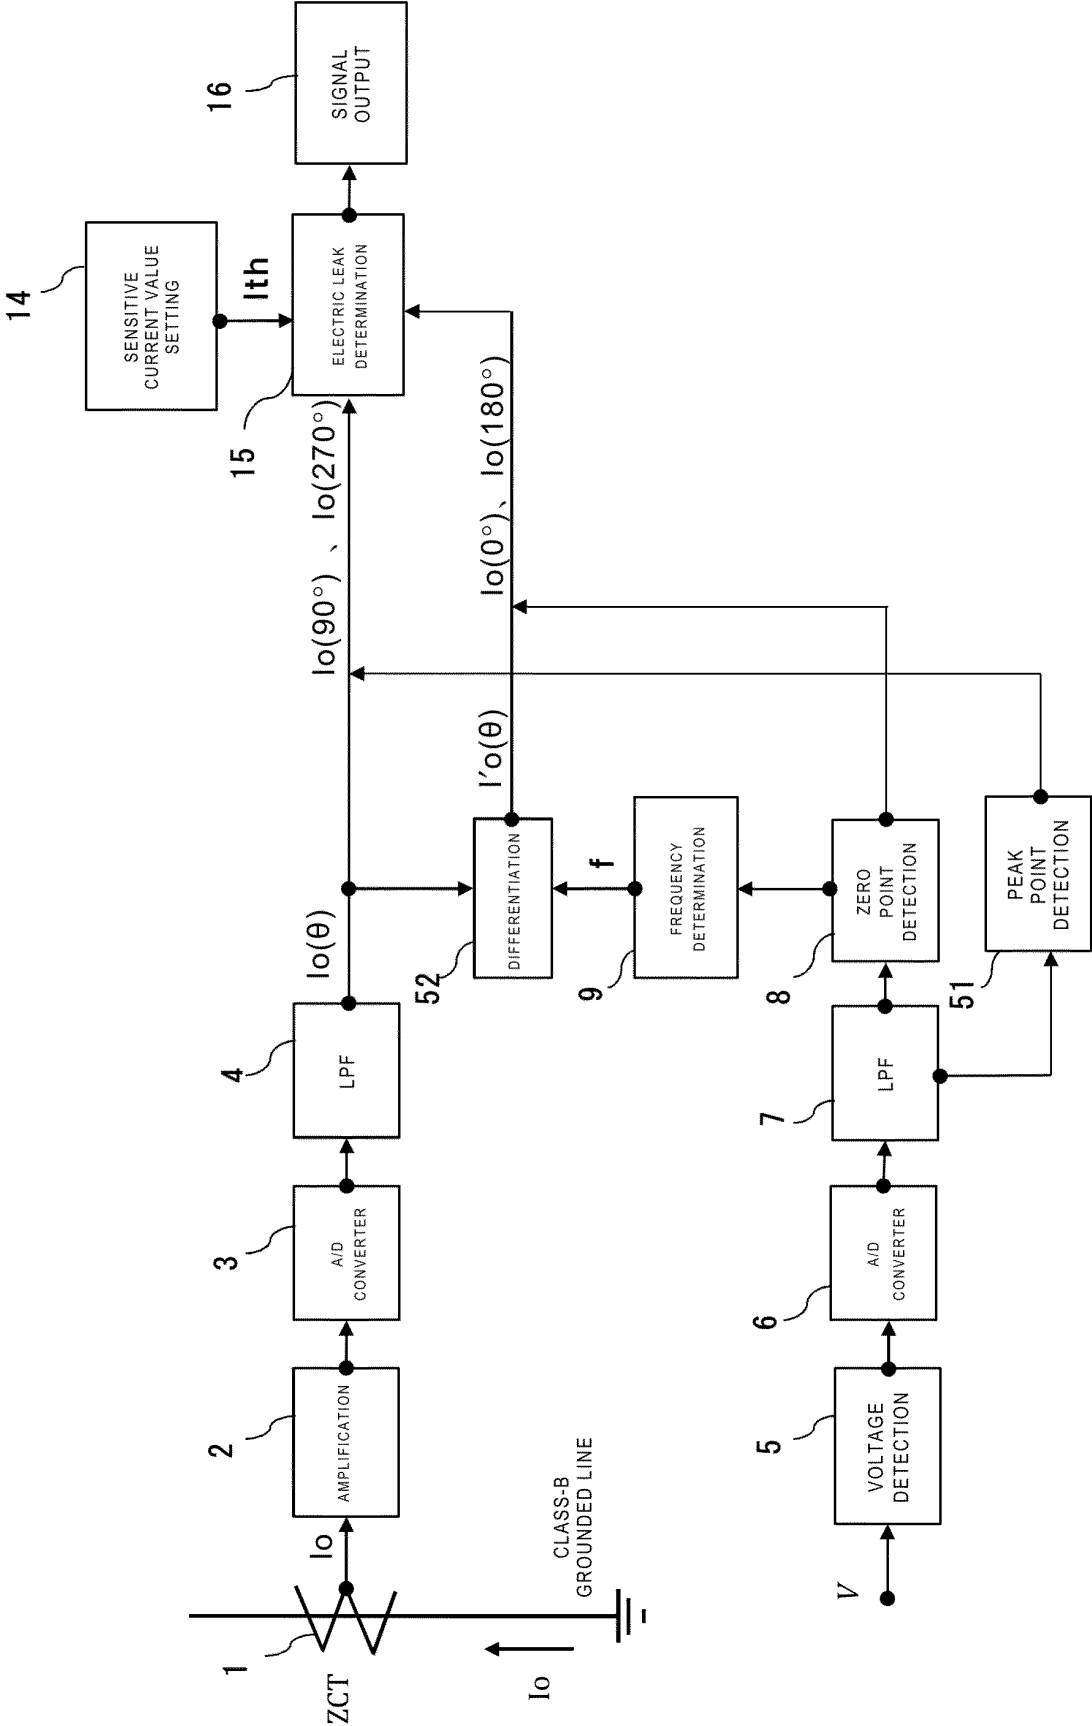 14
SENSITIVE
CURRENT VALUE
SETTING
Ith
16
SIGNAL
OUTPUT
15
ELECTRIC LEAK
DETERMINATION
1
ZCT
Io
2
AMPLIFICATION
3
A/D
CONVERTER
4
LPF
Io(θ)
Io(90°)、Io(270°)
Io
CLASS-B
GROUNDED LINE
52
DIFFERENTIATION
I'o(θ)
Io(0°)、Io(180°)
f
9
FREQUENCY
DETERMINATION
V
5
VOLTAGE
DETECTION
6
A/D
CONVERTER
7
LPF
8
ZERO
POINT
DETECTION
51
PEAK
POINT
DETECTION